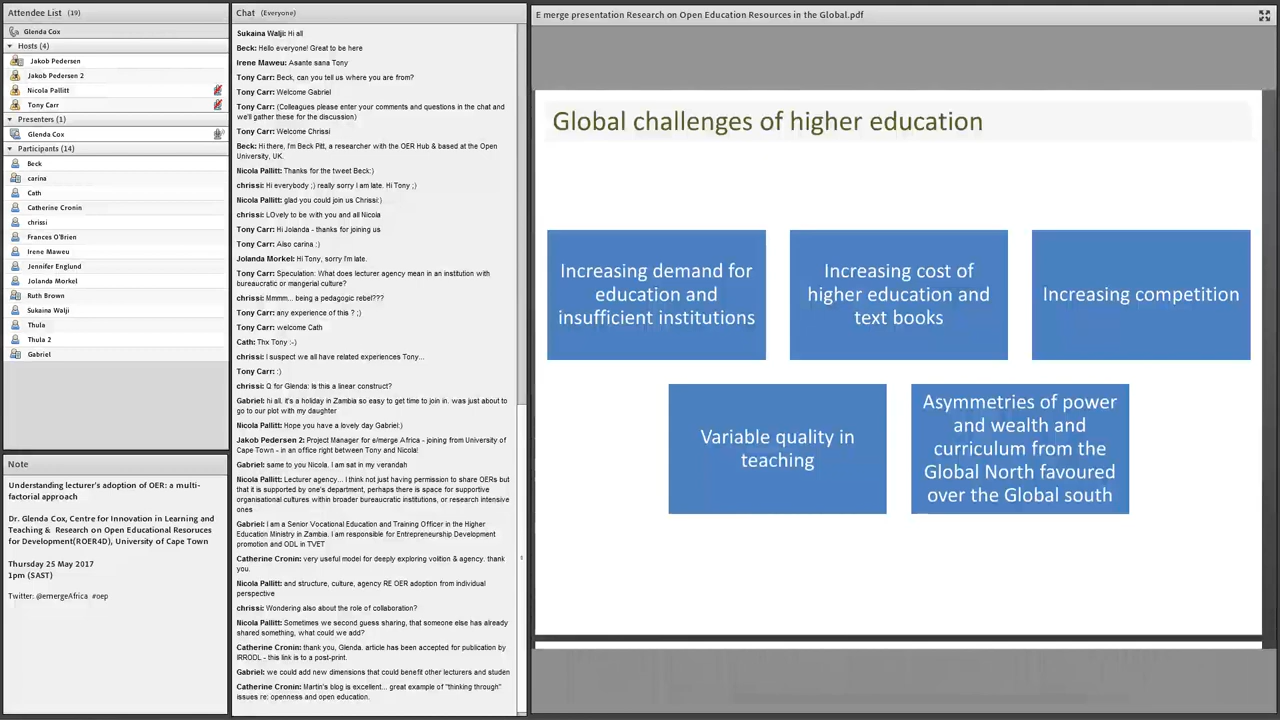 Attendee List (19)
Glenda Cox
Hosts (4)
Jakob Pedersen
Jakob Pedersen 2
Nicola Pallitt
Tony Carr
Presenters (1)
Glenda Cox
Participants (14)
Beck
carina
Cath
Catherine Cronin
chrissi
Frances O'Brien
Irene Maweu
Jennifer Englund
Jolanda Morkel
Ruth Brown
Sukaina Walji
Thula
Thula 2
Gabriel
Note
Understanding lecturer's adoption of OER: a multi-
factorial approach
Dr. Glenda Cox, Centre for Innovation in Learning and
Teaching & Research on Open Educational Resoruces
for Development(ROER4D), University of Cape Town
Thursday 25 May 2017
1pm (SAST)
Twitter: @emergeAfrica #oep
Chat (Everyone)
Sukaina Walji: Hi all
Beck: Hello everyone! Great to be here
Irene Maweu: Asante sana Tony
Tony Carr: Beck, can you tell us where you are from?
Tony Carr: Welcome Gabriel
Tony Carr: (Colleagues please enter your comments and questions in the chat and
we'll gather these for the discussion)
Tony Carr: Welcome Chrissi
Beck: Hi there, I'm Beck Pitt, a researcher with the OER Hub & based at the Open
University, UK.
Nicola Pallitt: Thanks for the tweet Beck:)
chrissi: Hi everybody ;) really sorry I am late. Hi Tony ;)
Nicola Pallitt: glad you could join us Chrissi:)
chrissi: LOvely to be with you and all Nicola
Tony Carr: Hi Jolanda - thanks for joining us
Tony Carr: Also carina :)
Jolanda Morkel: Hi Tony, sorry I'm late.
Tony Carr: Speculation: What does lecturer agency mean in an institution with
bureaucratic or mangerial culture?
chrissi: Mmmm... being a pedagogic rebel???
Tony Carr: any experience of this ? ;)
Tony Carr: welcome Cath
Cath: Thx Tony :-)
chrissi: I suspect we all have related experiences Tony...
Tony Carr: :)
chrissi: Q for Glenda: Is this a linear construct?
Gabriel: hi all. it's a holiday in Zambia so easy to get time to join in. was just about to
go to our plot with my daughter
Nicola Pallitt: Hope you have a lovely day Gabriel:)
Jakob Pedersen 2: Project Manager for e/merge Africa - joining from University of
Cape Town - in an office right between Tony and Nicola!
Gabriel: same to you Nicola. I am sat in my verandah
Nicola Pallitt: Lecturer agency... I think not just having permission to share OERs but
that it is supported by one's department, perhaps there is space for supportive
organisational cultures within broader bureaucratic institutions, or research intensive
ones
Gabriel: I am a Senior Vocational Education and Training Officer in the Higher
Education Ministry in Zambia. I am responsible for Entrepreneurship Development
promotion and ODL in TVET
Catherine Cronin: very useful model for deeply exploring volition & agency. thank
you.
Nicola Pallitt: and structure, culture, agency RE OER adoption from individual
perspective
chrissi: Wondering also about the role of collaboration?
Nicola Pallitt: Sometimes we second guess sharing, that someone else has already
shared something, what could we add?
Catherine Cronin: thank you, Glenda. article has been accepted for publication by
IRRODL - this link is to a post-print.
Gabriel: we could add new dimensions that could benefit other lecturers and studen
Catherine Cronin: Martin's blog is excellent... great example of "thinking through"
issues re: openness and open education.
E merge presentation Research on Open Education Resources in the Global.pdf
Global challenges of higher education
Increasing demand for
education and
insufficient institutions
Increasing cost of
higher education and
text books
Increasing competition
Variable quality in
teaching
Asymmetries of power
and wealth and
curriculum from the
Global North favoured
over the Global south